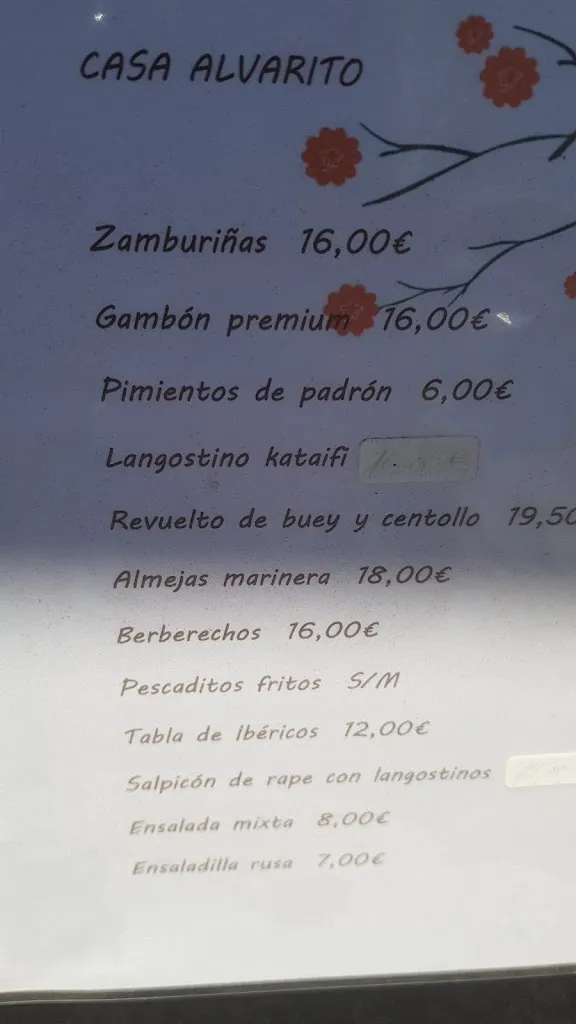 CASA ALVARITO
Zamburiñas 16,00€
Gambón premium 16,00€
Pimientos de padrón 6,00€
Langostino kataifi
Revuelto de buey y centollo 19,50
Almejas marinera 18,00€
Berberechos 16,00€
Pescaditos fritos S/M
Tabla de ibéricos 12,00€
Salpicón de rape con langostinos
Ensalada mixta 8,00€
Ensaladilla rusa 7,00€